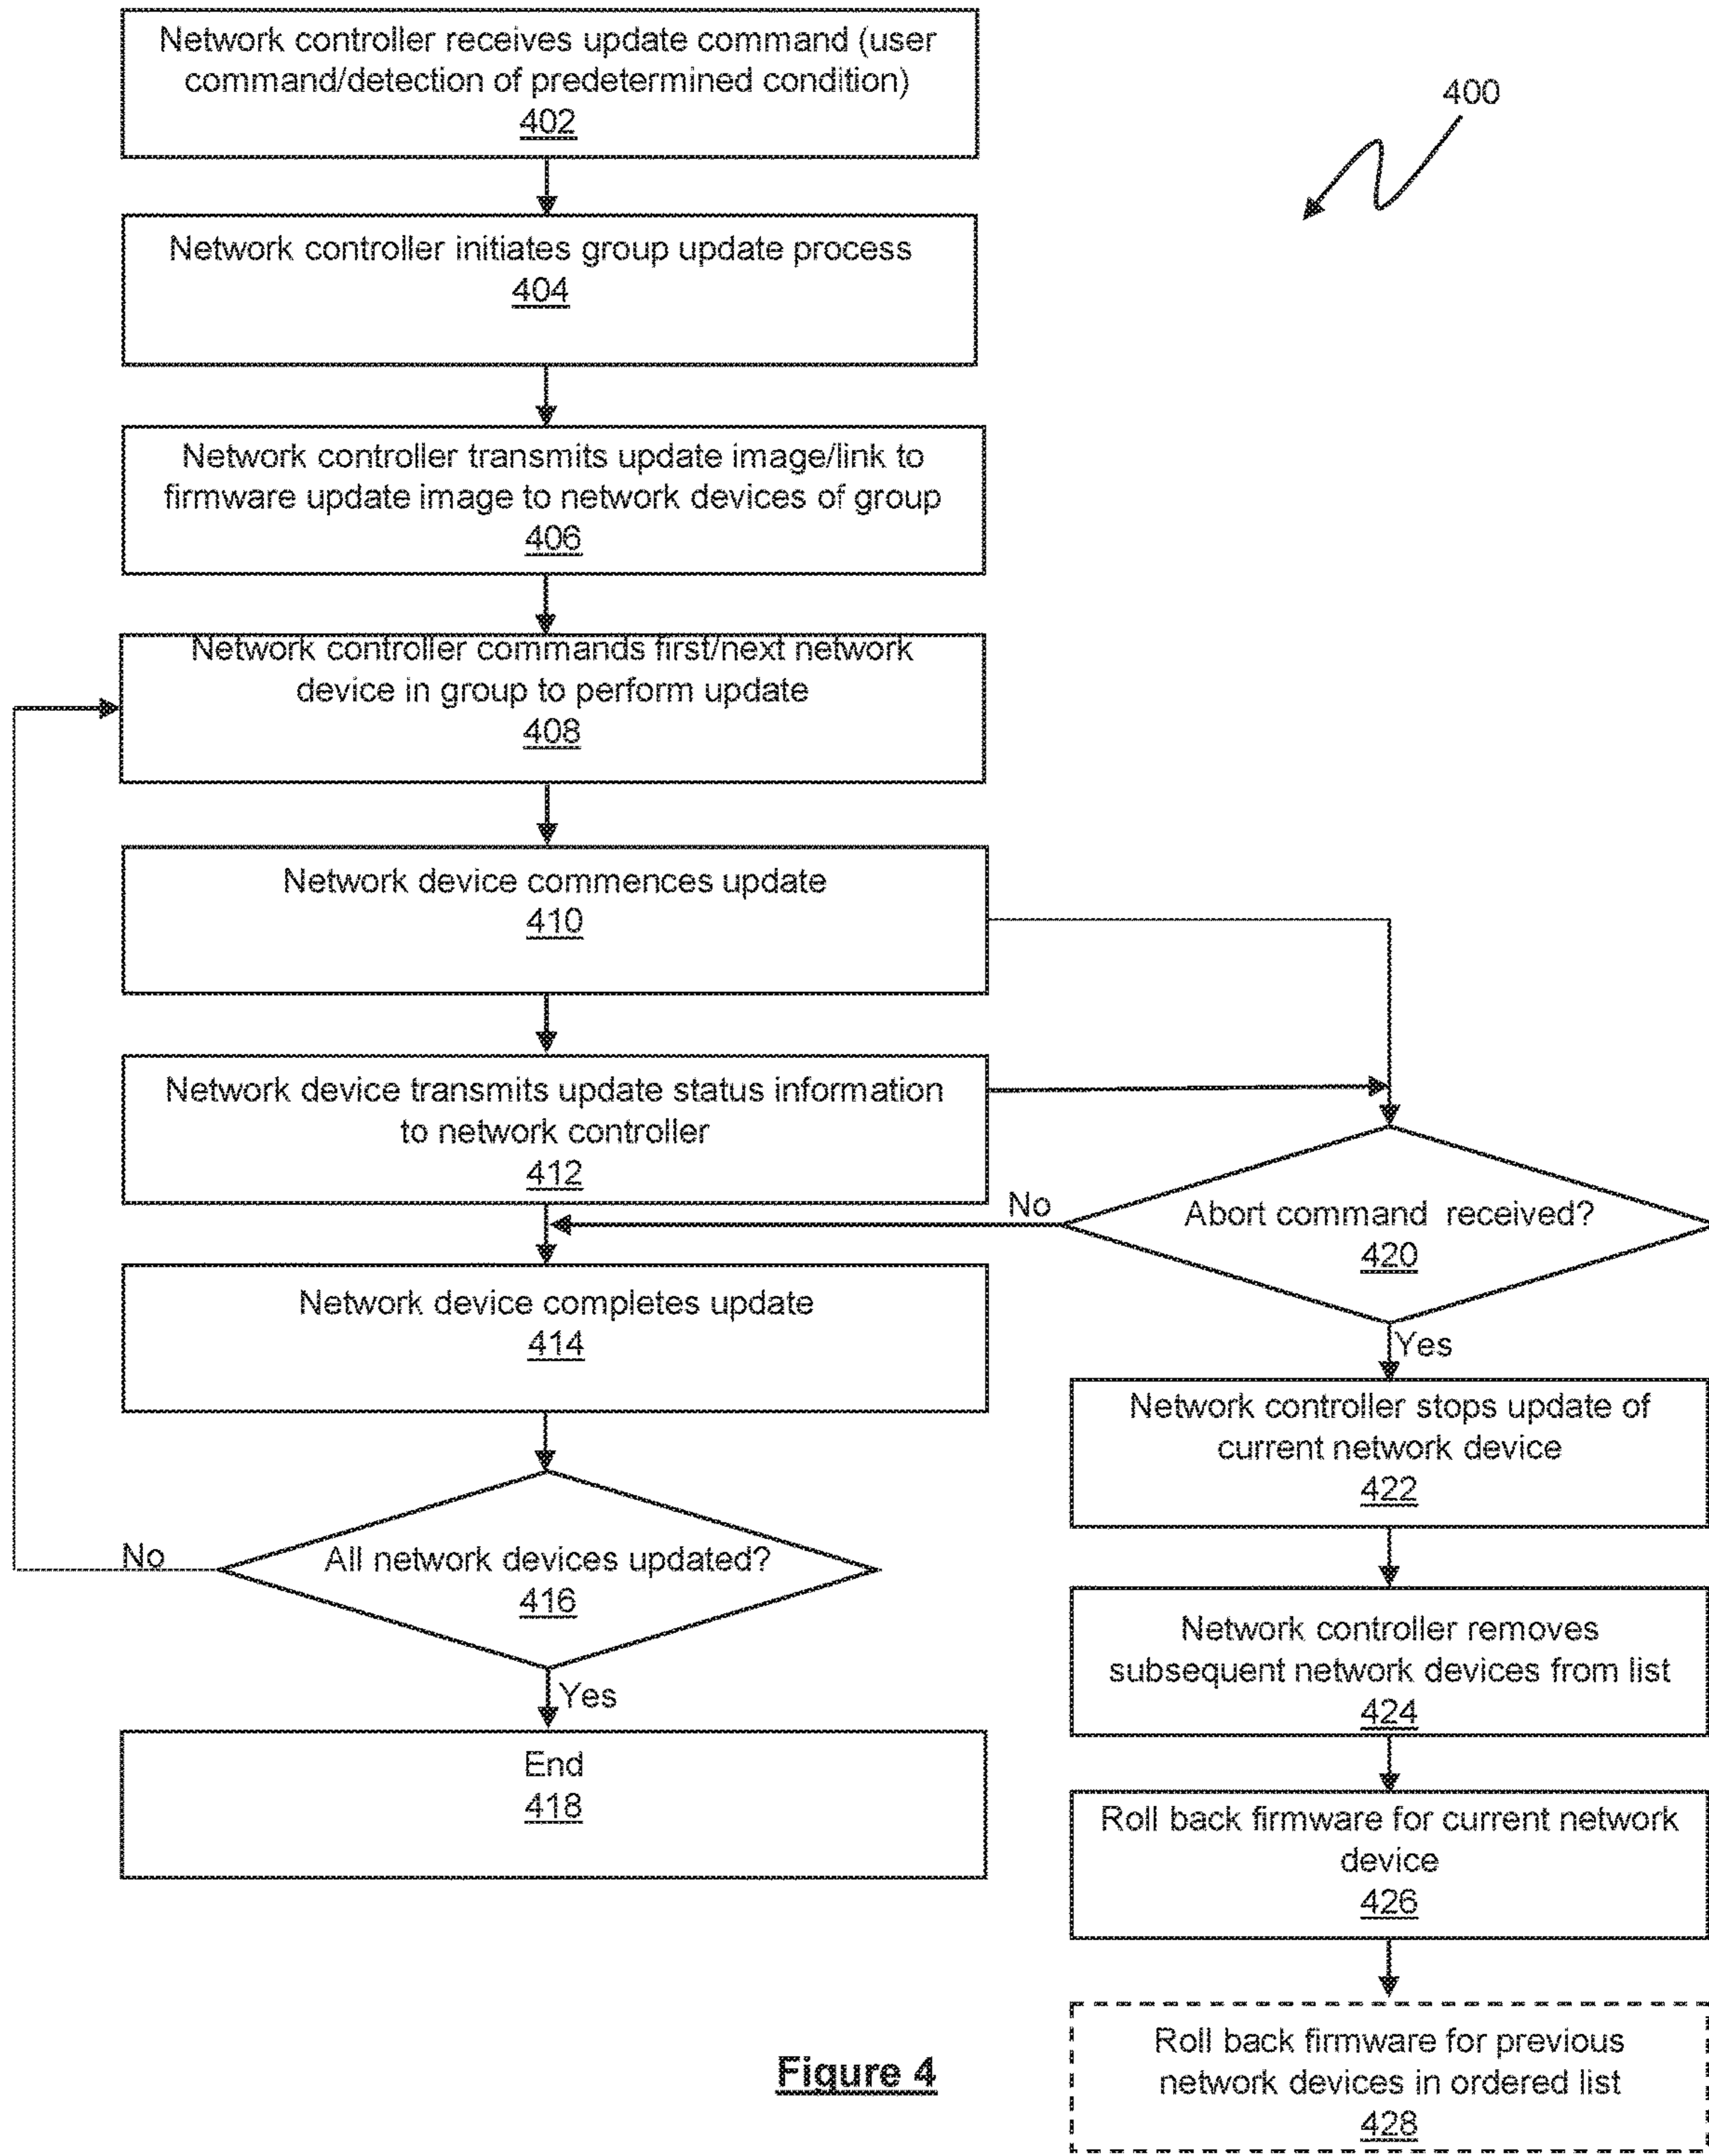 Network controller receives update command (user
command/detection of predetermined condition)
402
400
Network controller initiates group update process
404
Network controller transmits update image/link to
firmware update image to network devices of group
406
Network controller commands first/next network
device in group to perform update
408
Network device commences update
410
Network device transmits update status information
to network controller
412
No
Abort command received?
420
Network device completes update
414
Yes
Network controller stops update of
current network device
422
No
All network devices updated?
416
Network controller removes
subsequent network devices from list
424
Yes
End
418
Roll back firmware for current network
device
426
Roll back firmware for previous
network devices in ordered list
428
Figure 4